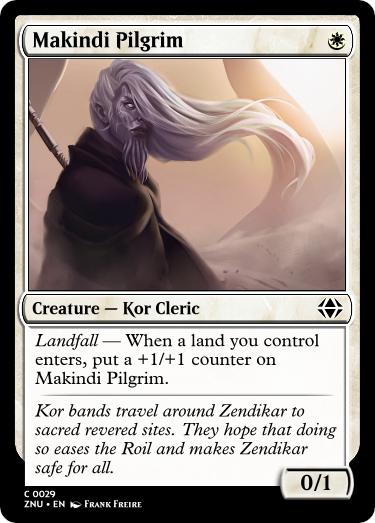 Makindi Pilgrim
Creature — Kor Cleric
Landfall — When a land you control
enters, put a +1/+1 counter on
Makindi Pilgrim.
Kor bands travel around Zendikar to
sacred revered sites. They hope that doing
so eases the Roil and makes Zendikar
safe for all.
0/1
C 0029
ZNU • EN Frank Freire